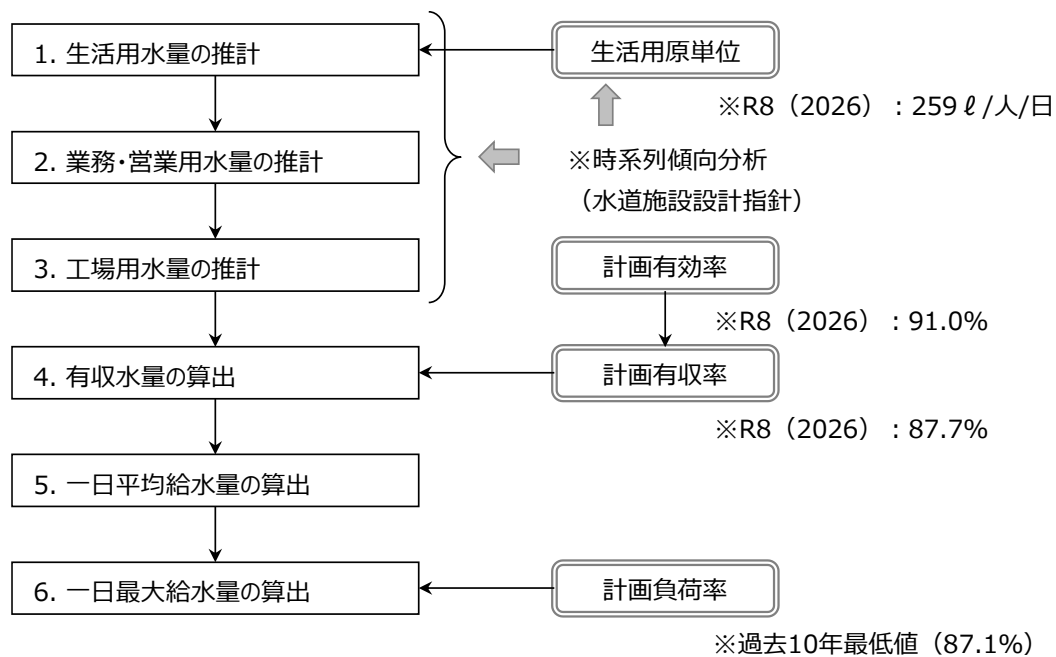 1. 生活用水量の推計
生活用原単位
※R8（2026）：259ℓ/人/日
2. 業務・営業用水量の推計
※時系列傾向分析
（水道施設設計指針）
3. 工場用水量の推計
計画有効率
※R8（2026）：91.0%
4. 有収水量の算出
計画有収率
※R8（2026）：87.7%
5. 一日平均給水量の算出
6. 一日最大給水量の算出
計画負荷率
※過去10年最低値（87.1%）